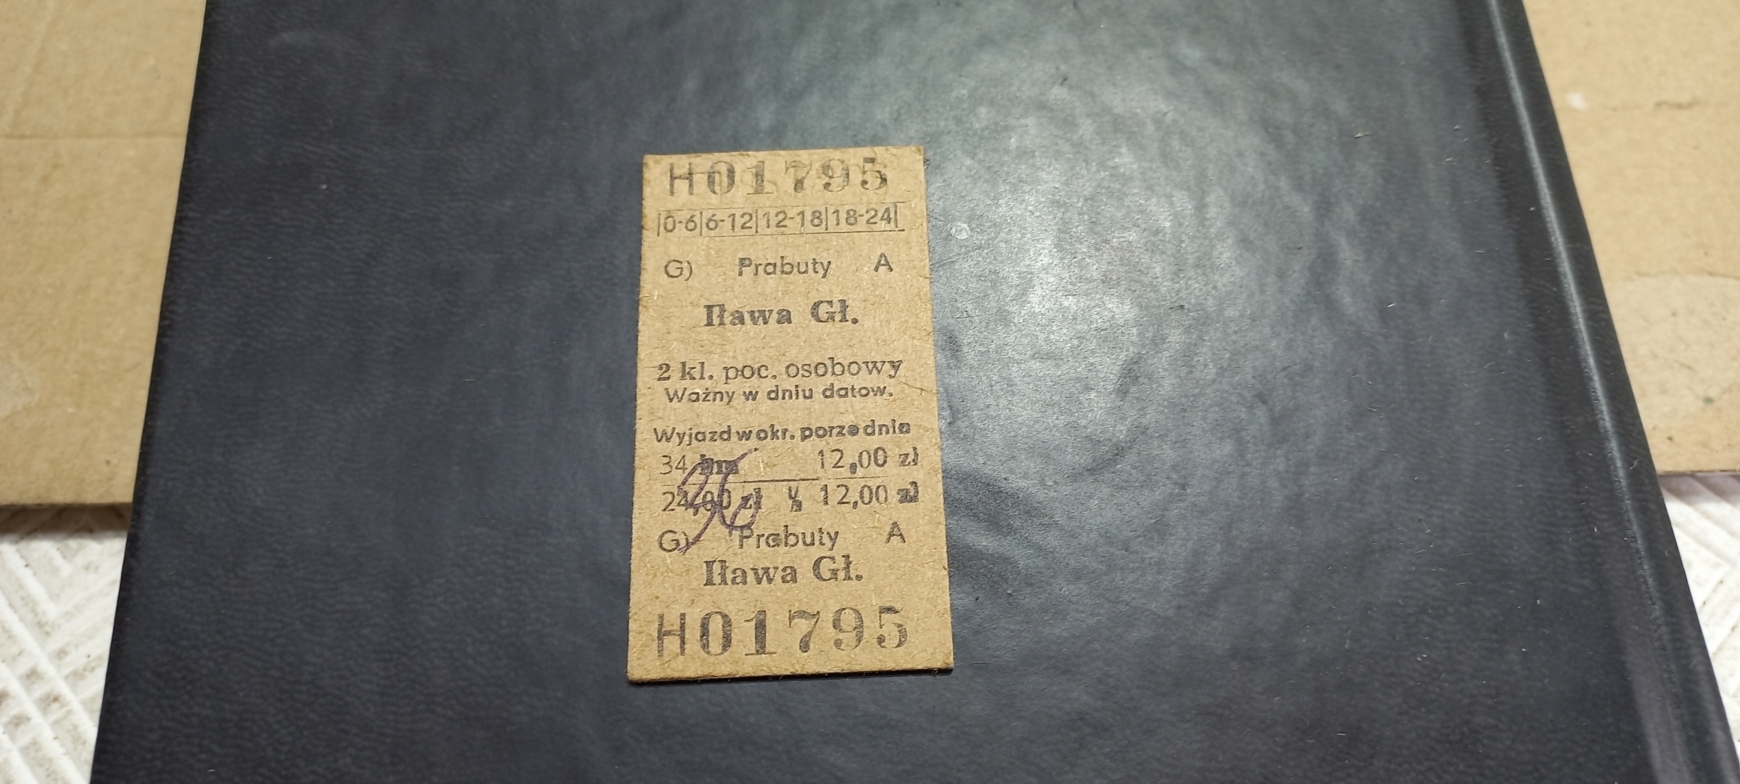 H01795
|0-6|6-12|12-18|18-24|
G) Prabuty A
Iława Gł.
2 kl. poc. osobowy
Ważny w dniu datow.
Wyjazd w okr. porze dnia
34 km 12,00 zł
24,00 zł 12,00 zł
G) Prabuty A
Iława Gł.
H01795